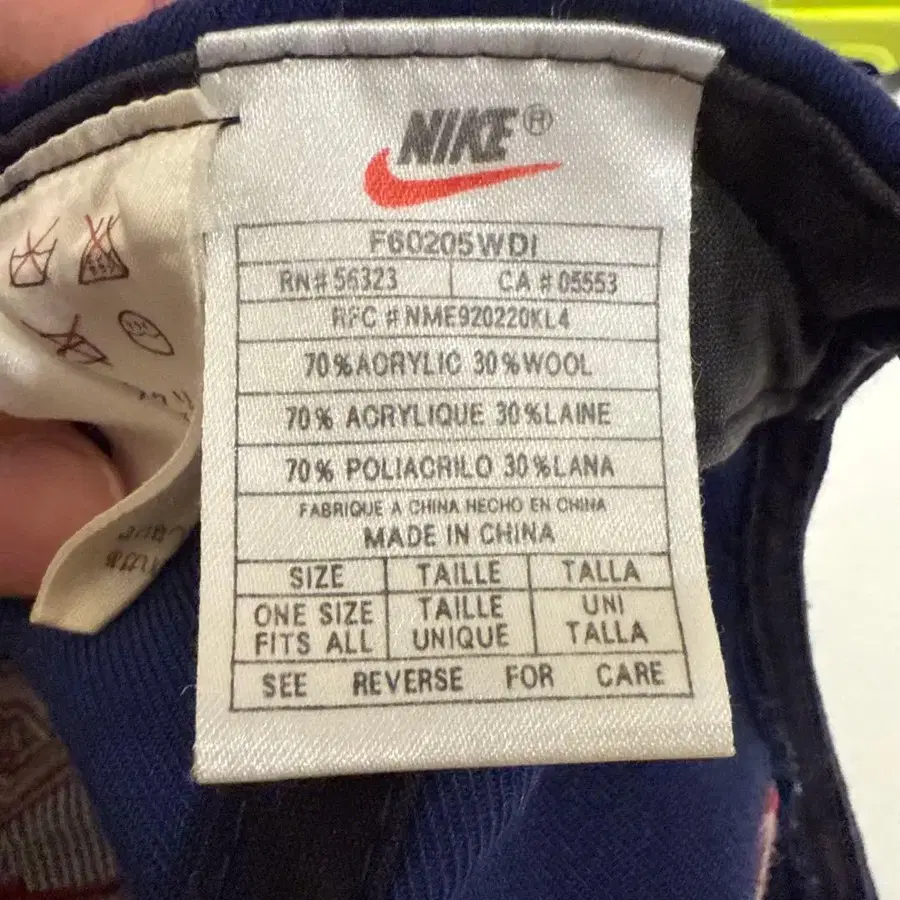 NIKE®
F60205WDI
RN# 56323 CA # 05553
RFC # NME920220KL4
70%ACRYLIC 30%WOOL
70% ACRYLIQUE 30%LAINE
70% POLIACRILO 30%LANA
FABRIQUE A CHINA HECHO EN CHINA
MADE IN CHINA
SIZE TAILLE TALLA
ONE SIZE TAILLE UNI
FITS ALL UNIQUE TALLA
SEE REVERSE FOR CARE